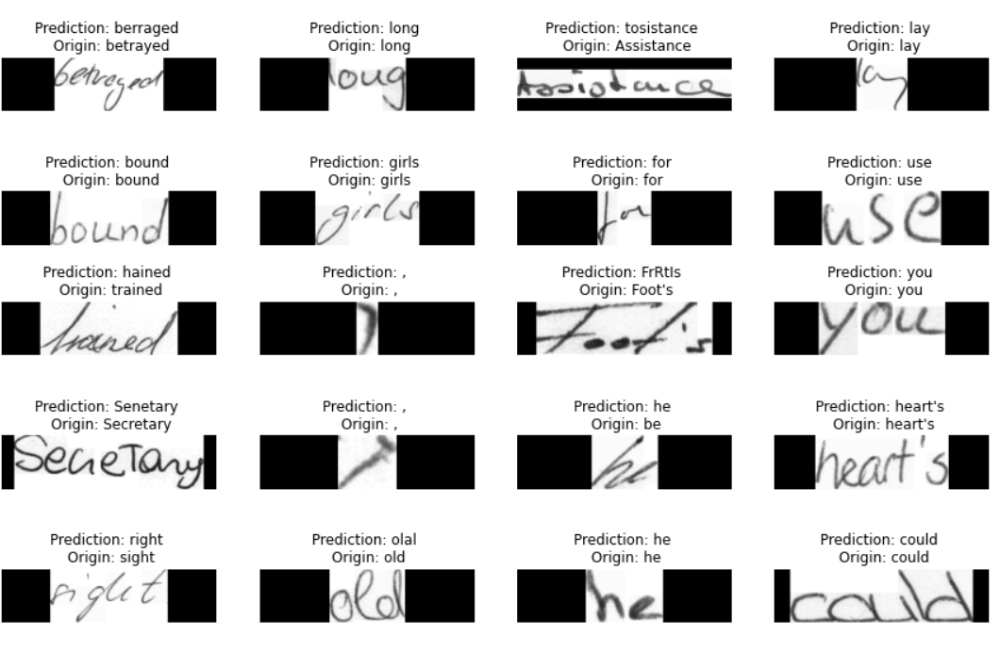 Prediction: berraged Prediction: long Prediction: tosistance Prediction: lay
Origin: betrayed Origin: long Origin: Assistance Origin: lay
betrayed long Assistance lay
Prediction: bound Prediction: girls Prediction: for Prediction: use
Origin: bound Origin: girls Origin: for Origin: use
bound girls for use
Prediction: hained Prediction: , Prediction: FrRtIs Prediction: you
Origin: trained Origin: , Origin: Foot's Origin: you
trained , Foot's you
Prediction: Senetary Prediction: , Prediction: he Prediction: heart's
Origin: Secretary Origin: , Origin: be Origin: heart's
Secretary , be heart's
Prediction: right Prediction: olal Prediction: he Prediction: could
Origin: sight Origin: old Origin: he Origin: could
sight old he could